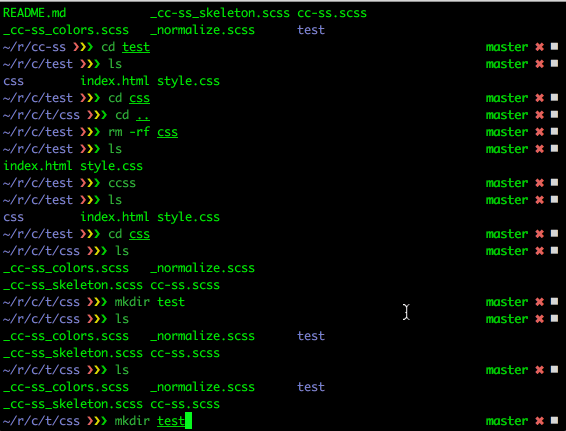 README.md _cc-ss_skeleton.scss cc-ss.scss
_cc-ss_colors.scss _normalize.scss test
~/r/cc-ss ❯❯❯ cd test master ✖ ◼
~/r/c/test ❯❯❯ ls master ✖ ◼
css index.html style.css
~/r/c/test ❯❯❯ cd css master ✖ ◼
~/r/c/t/css ❯❯❯ cd .. master ✖ ◼
~/r/c/test ❯❯❯ rm -rf css master ✖ ◼
~/r/c/test ❯❯❯ ls master ✖ ◼
index.html style.css
~/r/c/test ❯❯❯ ccss master ✖ ◼
~/r/c/test ❯❯❯ ls master ✖ ◼
css index.html style.css
~/r/c/test ❯❯❯ cd css master ✖ ◼
~/r/c/t/css ❯❯❯ ls master ✖ ◼
_cc-ss_colors.scss _normalize.scss
_cc-ss_skeleton.scss cc-ss.scss
~/r/c/t/css ❯❯❯ mkdir test master ✖ ◼
~/r/c/t/css ❯❯❯ ls master ✖ ◼
_cc-ss_colors.scss _normalize.scss test
_cc-ss_skeleton.scss cc-ss.scss
~/r/c/t/css ❯❯❯ ls master ✖ ◼
_cc-ss_colors.scss _normalize.scss test
_cc-ss_skeleton.scss cc-ss.scss
~/r/c/t/css ❯❯❯ mkdir test master ✖ ◼